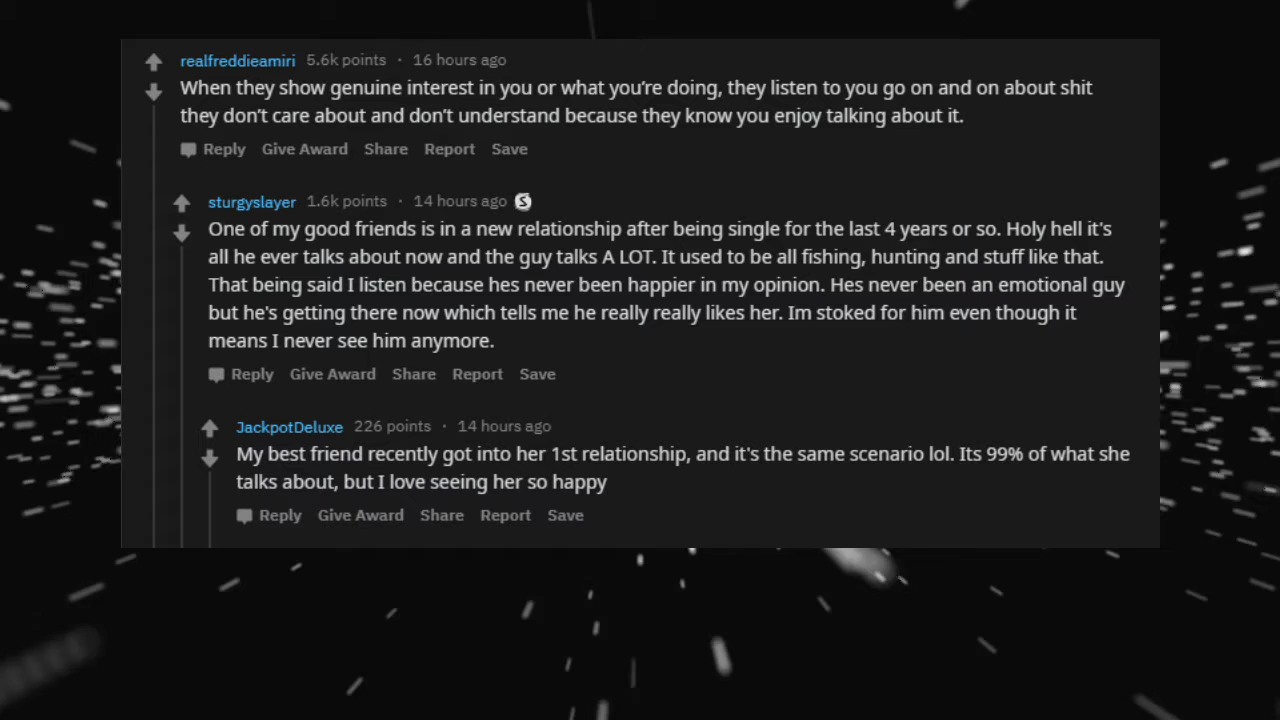 realfreddieamiri 5.6k points · 16 hours ago
When they show genuine interest in you or what you're doing, they listen to you go on and on about shit
they don't care about and don't understand because they know you enjoy talking about it.
Reply Give Award Share Report Save
sturgyslayer 1.6k points · 14 hours ago S
One of my good friends is in a new relationship after being single for the last 4 years or so. Holy hell it's
all he ever talks about now and the guy talks A LOT. It used to be all fishing, hunting and stuff like that.
That being said I listen because hes never been happier in my opinion. Hes never been an emotional guy
but he's getting there now which tells me he really really likes her. Im stoked for him even though it
means I never see him anymore.
Reply Give Award Share Report Save
JackpotDeluxe 226 points · 14 hours ago
My best friend recently got into her 1st relationship, and it's the same scenario lol. Its 99% of what she
talks about, but I love seeing her so happy
Reply Give Award Share Report Save